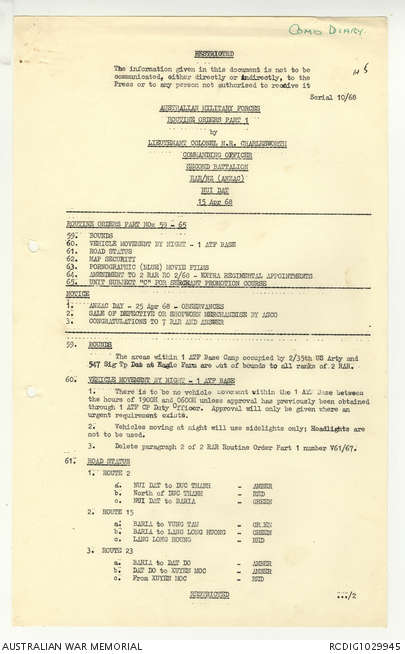 COMD DIARY.
RESTRICTED
The information given in this document is not to be
communicated, either directly or indirectly, to the
Press or to any person not authorised to receive it
Serial 10/68
AUSTRALIAN MILITARY FORCES
ROUTINE ORDERS PART 1
by
LIEUTENANT COLONEL N.R. CHARLESWORTH
COMMANDING OFFICER
SECOND BATTALION
RAR/NZ (ANZAC)
NUI DAT
15 Apr 68
ROUTINE ORDERS PART NOs 59 - 65
59. BOUNDS
60. VEHICLE MOVEMENT BY NIGHT - 1 ATF BASE
61. ROAD STATUS
62. MAP SECURITY
63. PORNOGRAPHIC (BLUE) MOVIE FILMS
64. AMENDMENT TO 2 RAR RO 2/68 - EXTRA REGIMENTAL APPOINTMENTS
65. UNIT SUBJECT "C" FOR SERGEANT PROMOTION COURSE
NOTICE
1. ANZAC DAY - 25 Apr 68 - OBSERVANCES
2. SALE OF DEFECTIVE OR SHOPWORN MERCHANDISE BY ASCO
3. CONGRATULATIONS TO 7 RAR AND ANSWER
59. BOUNDS
The areas within 1 ATF Base Camp occupied by 2/35th US Arty and
547 Sig Tp Det at Eagle Farm are out of bounds to all ranks of 2 RAR.
60. VEHICLE MOVEMENT BY NIGHT - 1 ATF BASE
1. There is to be no vehicle movement within the 1 ATF Base between
the hours of 1900H and 0600H unless approval has previously been obtained
through 1 ATF CP Duty Officer. Approval will only be given where an
urgent requirement exists.
2. Vehicles moving at night will use sidelights only; Headlights are
not to be used.
3. Delete paragraph 2 of 2 RAR Routine Order Part 1 number V61/67.
61. ROAD STATUS
1. ROUTE 2
a. NUI DAT to DUC THANH - AMBER
b. North of DUC THANH - RED
c. NUI DAT to BARIA - GREEN
2. ROUTE 15
a. BARIA to VUNG TAU - GREEN
b. BARIA to LANG LONG HUONG - GREEN
c. LANG LONG HOUNG - RED
3. ROUTE 23
a. BARIA to DAT DO - AMBER
b. DAT DO to XUYEN MOC - AMBER
c. From XUYEN MOC - RED
RESTRICTED
.../2
AUSTRALIAN WAR MEMORIAL
RCDIG1029945